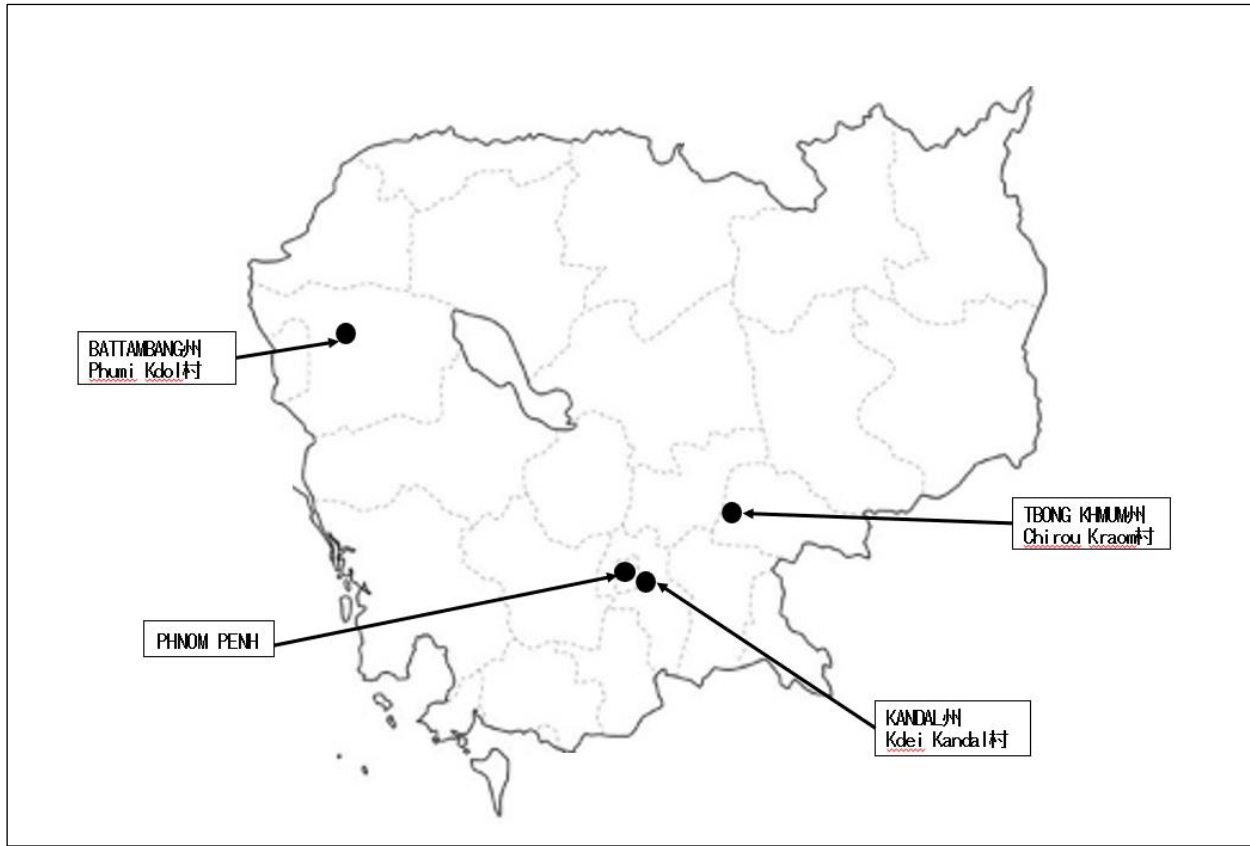 BATTAMBANG州
Phumi Kdol村
TBONG KHMUM州
Chirou Kraom村
PHNOM PENH
KANDAL州
Kdei Kandal村